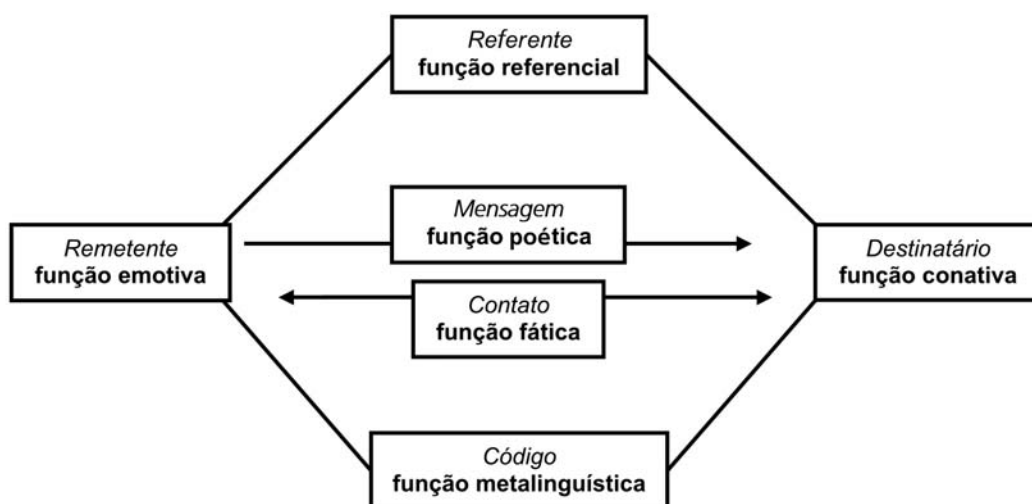 Referente
função referencial
Mensagem
função poética
Remetente
função emotiva
Destinatário
função conativa
Contato
função fática
Código
função metalinguística